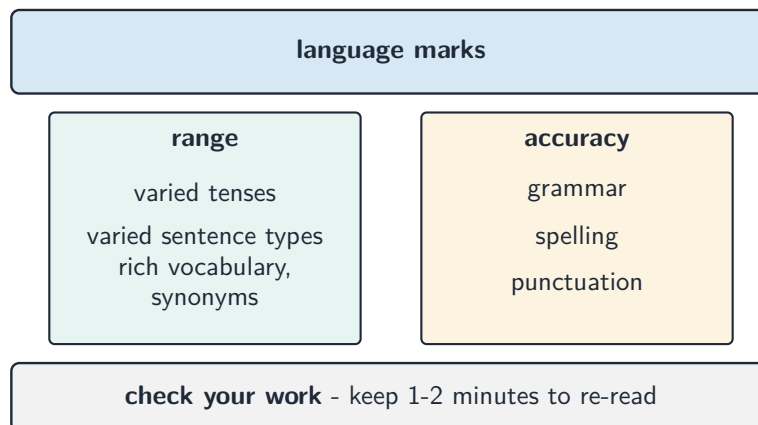 language marks
range
varied tenses
varied sentence types
rich vocabulary,
synonyms
accuracy
grammar
spelling
punctuation
check your work - keep 1-2 minutes to re-read